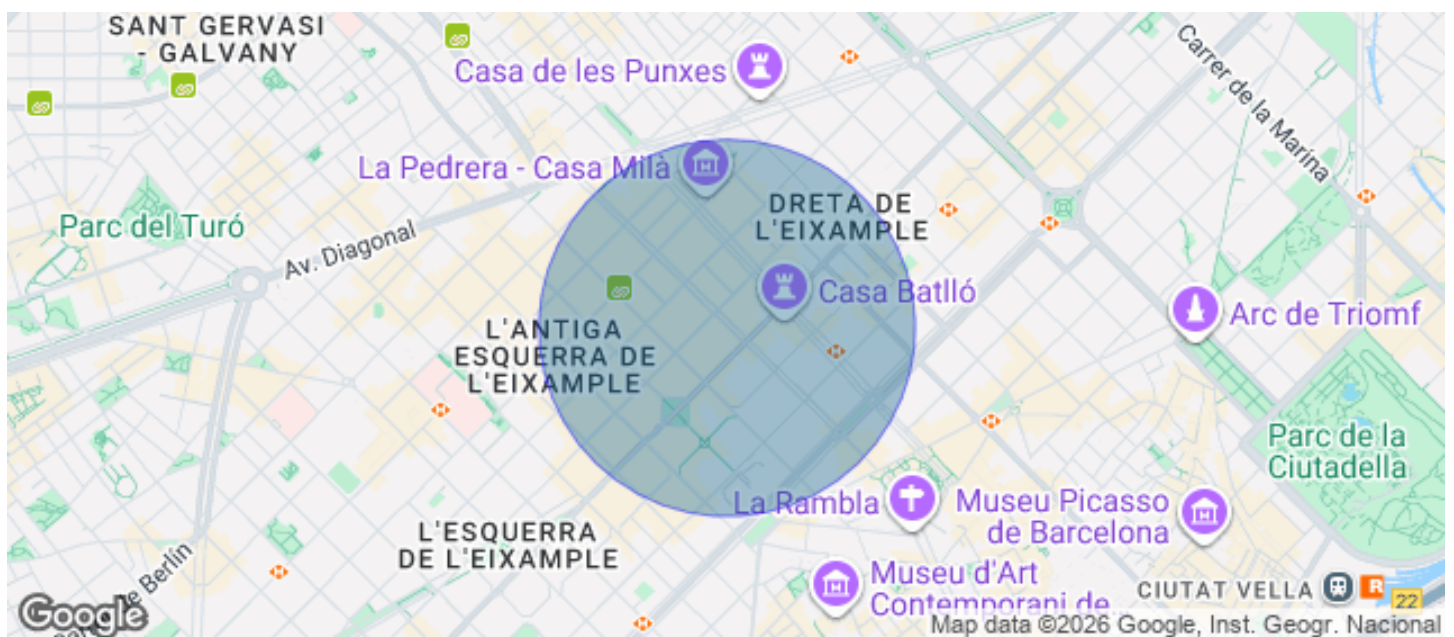 SANT GERVASI
- GALVANY
Casa de les Punxes
Carrer de la Marina
La Pedrera - Casa Milà
DRETA DE
L'EIXAMPLE
Parc del Turó
Av. Diagonal
Casa Batlló
Arc de Triomf
L'ANTIGA
ESQUERRA DE
L'EIXAMPLE
Parc de la
Ciutadella
La Rambla
Museu Picasso
de Barcelona
L'ESQUERRA
DE L'EIXAMPLE
de Berlín
Museu d'Art
Contemporani de...
CIUTAT VELLA
R
22
Google
Map data ©2026 Google, Inst. Geogr. Nacional